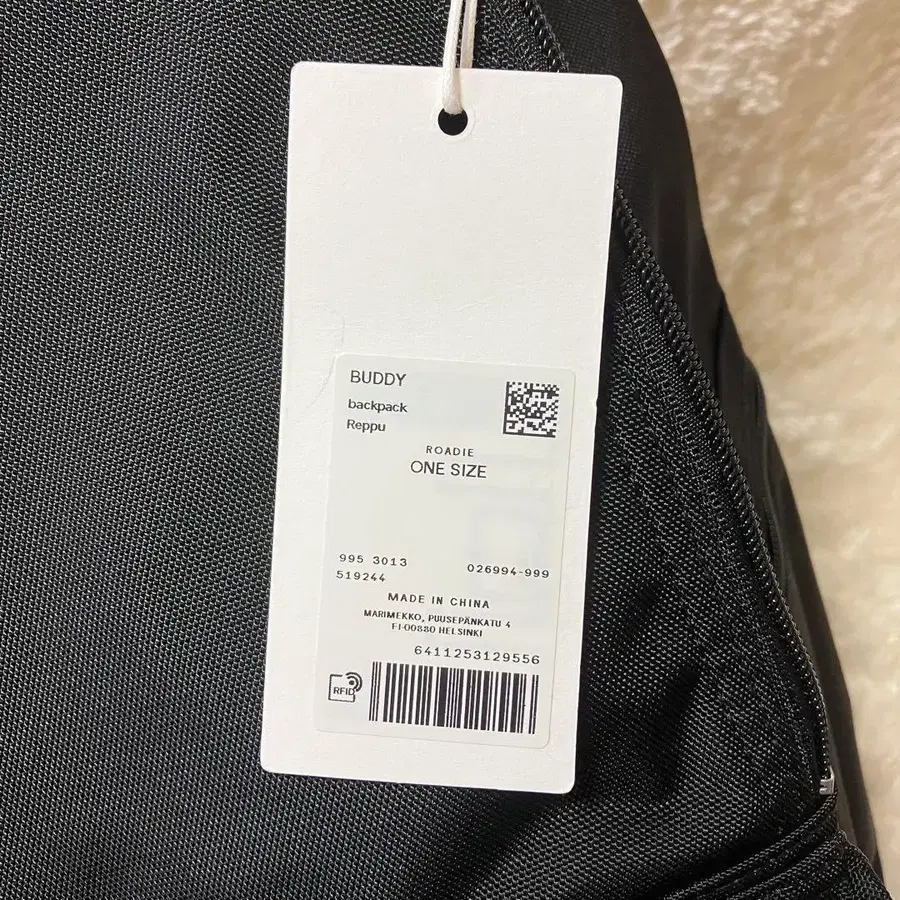 BUDDY
backpack
Reppu
ROADIE
ONE SIZE
995 3013 026994-999
519244
MADE IN CHINA
MARIMEKKO, PUUSEPÄNKATU 4
FI-00880 HELSINKI
6411253129556
RFID